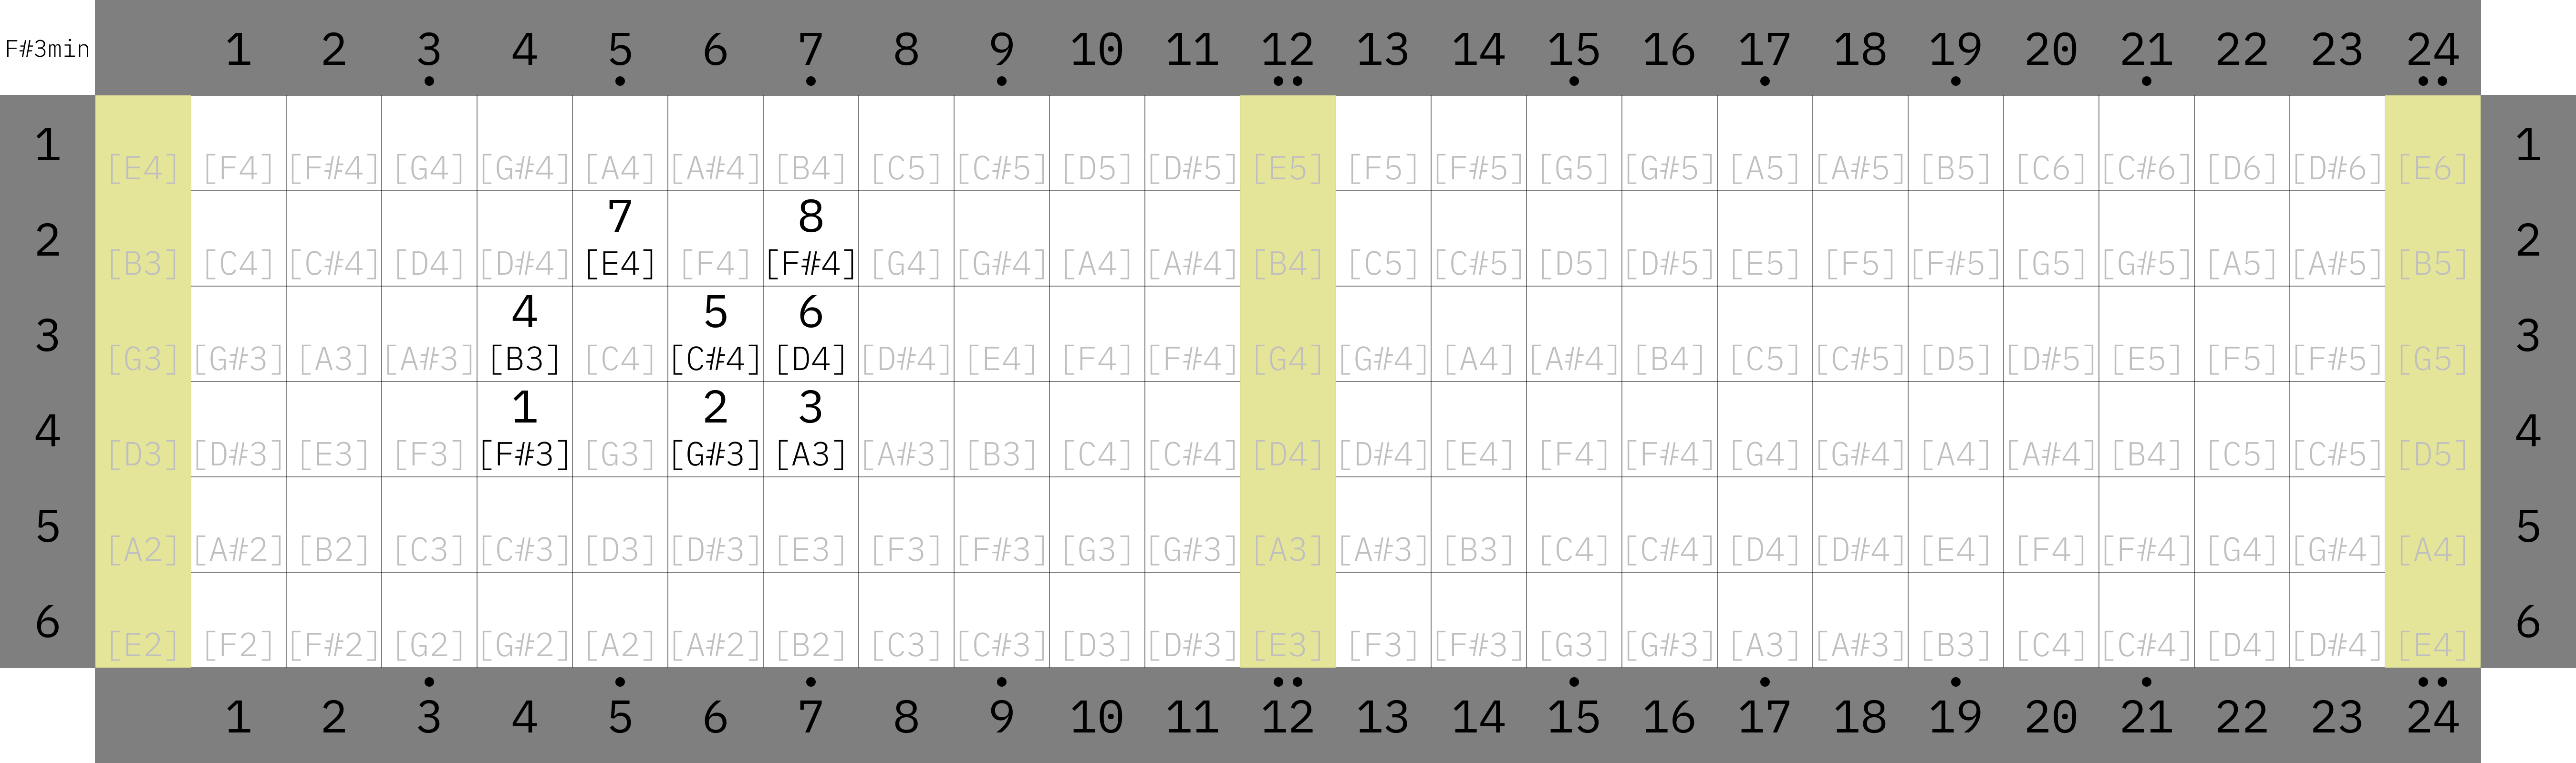 F#3min 1 2 3 4 5 6 7 8 9 10 11 12 13 14 15 16 17 18 19 20 21 22 23 24
1 1
[E4] [F4] [F#4] [G4] [G#4] [A4] [A#4] [B4] [C5] [C#5] [D5] [D#5] [E5] [F5] [F#5] [G5] [G#5] [A5] [A#5] [B5] [C6] [C#6] [D6] [D#6] [E6]
2 7 8 2
[B3] [C4] [C#4] [D4] [D#4] [E4] [F4] [F#4] [G4] [G#4] [A4] [A#4] [B4] [C5] [C#5] [D5] [D#5] [E5] [F5] [F#5] [G5] [G#5] [A5] [A#5] [B5]
3 4 5 6 3
[G3] [G#3] [A3] [A#3] [B3] [C4] [C#4] [D4] [D#4] [E4] [F4] [F#4] [G4] [G#4] [A4] [A#4] [B4] [C5] [C#5] [D5] [D#5] [E5] [F5] [F#5] [G5]
4 1 2 3 4
[D3] [D#3] [E3] [F3] [F#3] [G3] [G#3] [A3] [A#3] [B3] [C4] [C#4] [D4] [D#4] [E4] [F4] [F#4] [G4] [G#4] [A4] [A#4] [B4] [C5] [C#5] [D5]
5 5
[A2] [A#2] [B2] [C3] [C#3] [D3] [D#3] [E3] [F3] [F#3] [G3] [G#3] [A3] [A#3] [B3] [C4] [C#4] [D4] [D#4] [E4] [F4] [F#4] [G4] [G#4] [A4]
6 6
[E2] [F2] [F#2] [G2] [G#2] [A2] [A#2] [B2] [C3] [C#3] [D3] [D#3] [E3] [F3] [F#3] [G3] [G#3] [A3] [A#3] [B3] [C4] [C#4] [D4] [D#4] [E4]
1 2 3 4 5 6 7 8 9 10 11 12 13 14 15 16 17 18 19 20 21 22 23 24